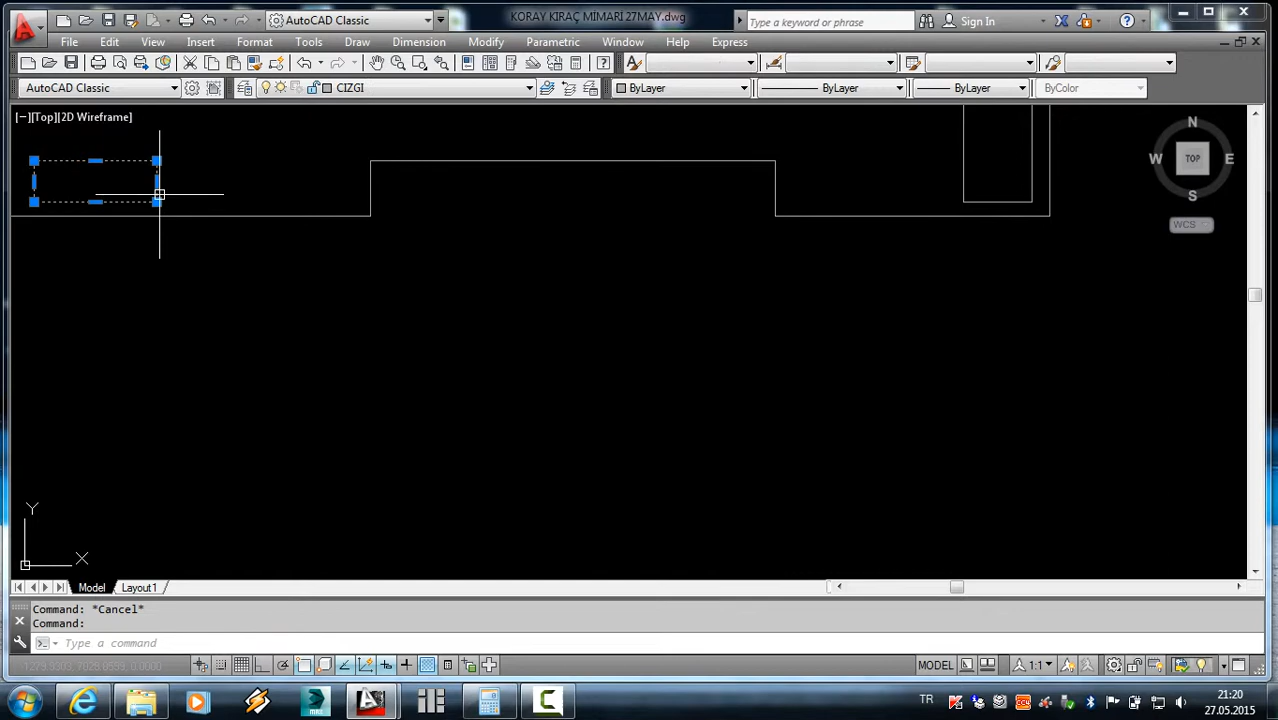 AutoCAD Classic
KORAY KIRAÇ MIMARI 27MAY.dwg
Type a keyword or phrase
Sign In
File Edit View Insert Format Tools Draw Dimension Modify Parametric Window Help Express
AutoCAD Classic
CIZGI
ByLayer
ByLayer
ByLayer
ByColor
[−][Top][2D Wireframe]
N
W TOP E
S
WCS
Y
X
Model Layout1
Command: *Cancel*
Command:
Type a command
MODEL
1:1
TR
21:20
27.05.2015